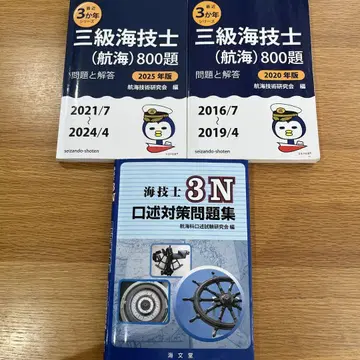 最近
3か年
シリーズ
三級海技士
(航海)800題
問題と解答
2025年版
航海技術研究会 編
2021/7
~
2024/4
seizando-shoten
最近
3か年
シリーズ
三級海技士
(航海)800題
問題と解答
2020年版
航海技術研究会 編
2016/7
~
2019/4
seizando-shoten
海技士 3N
口述対策問題集
航海科口述試験研究会 編
海文堂